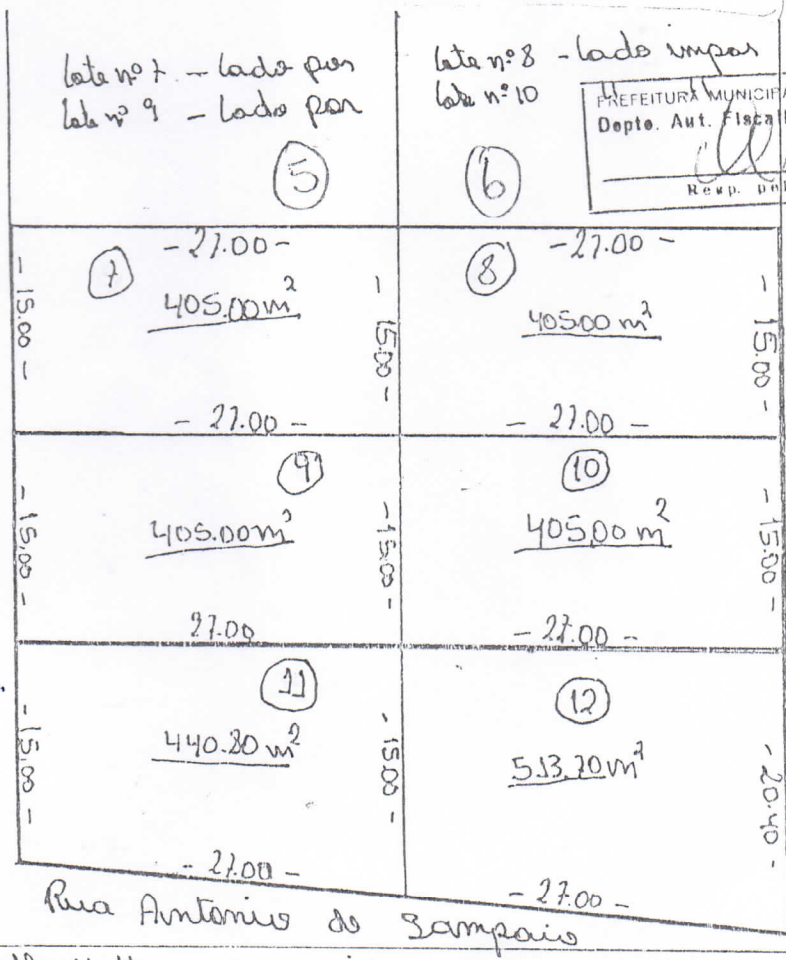 Lote nº 7 - Lado par
Lote nº 9 - Lado par
5
Lote nº 8 - Lado impar
Lote nº 10 " "
6
PREFEITURA MUNICIPA
Depto. Aut. Fiscal
Resp. pel
7
- 27.00 -
- 15.00 -
405.00 m²
- 15.00 -
- 27.00 -
8
- 27.00 -
405.00 m²
- 15.00 -
- 27.00 -
9
- 15,00 -
405.00 m²
- 15.00 -
27.00
10
405,00 m²
- 15.00 -
- 27.00 -
11
- 15,00 -
440.80 m²
- 15.00 -
- 27.00 -
12
513,70 m²
- 20.40 -
- 27.00 -
Rua Antonio de Sampaio